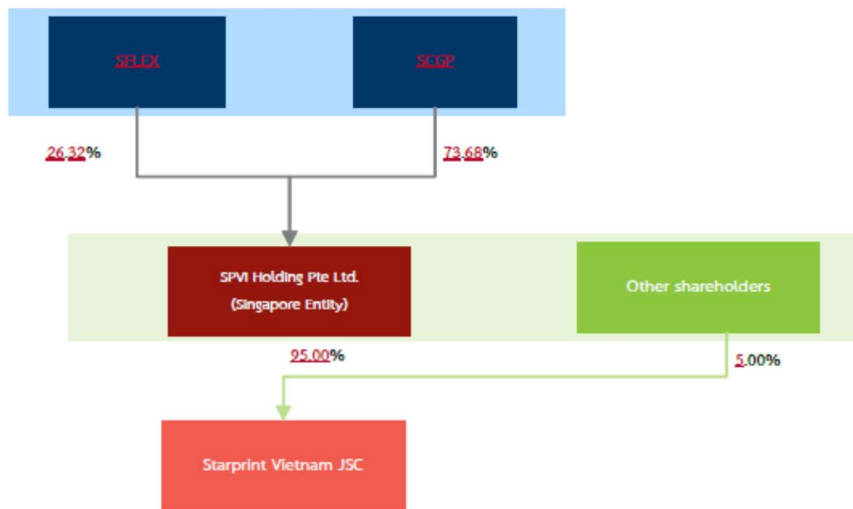 SFLEX
SCGP
26.32%
73.68%
SPVI Holding Pte Ltd.
(Singapore Entity)
Other shareholders
95.00%
5.00%
Starprint Vietnam JSC